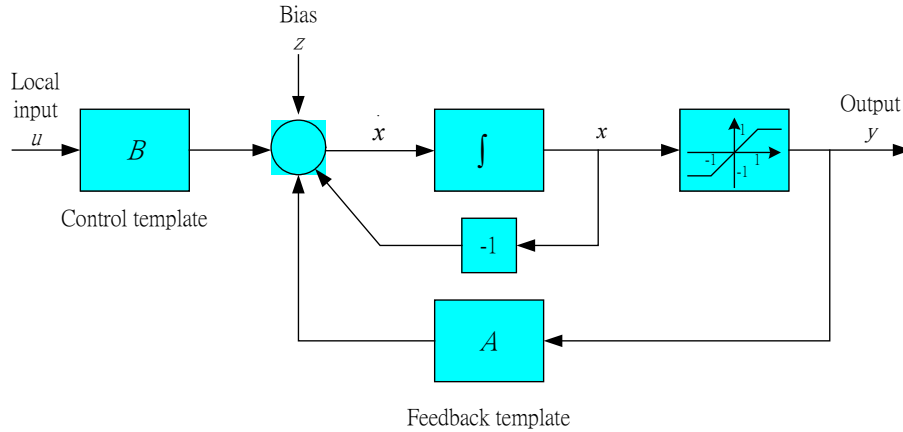 Bias
z
Local
input
u
B
Control template
ẋ
∫
x
1
-1
1
-1
Output
y
-1
A
Feedback template